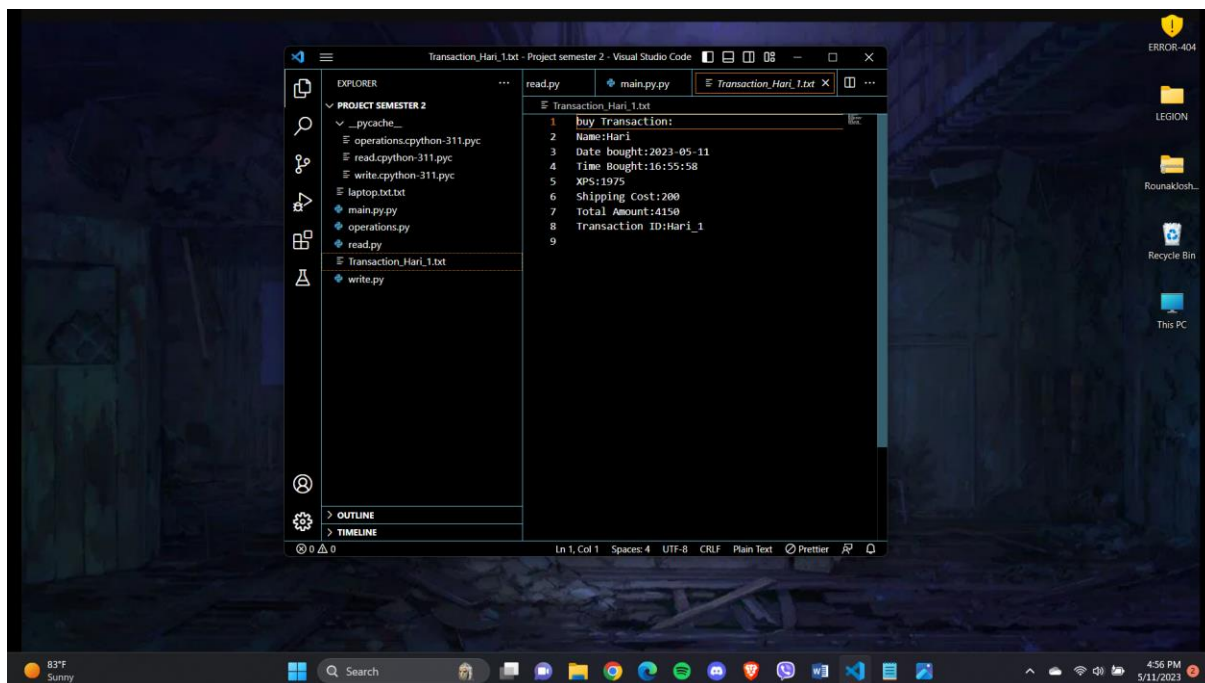 ERROR-404
LEGION
RounakJosh...
Recycle Bin
This PC
Transaction_Hari_1.txt - Project semester 2 - Visual Studio Code
EXPLORER
PROJECT SEMESTER 2
__pycache__
operations.cpython-311.pyc
read.cpython-311.pyc
write.cpython-311.pyc
laptop.txt.txt
main.py.py
operations.py
read.py
Transaction_Hari_1.txt
write.py
OUTLINE
TIMELINE
read.py main.py.py Transaction_Hari_1.txt
Transaction_Hari_1.txt
1 buy Transaction:
2 Name:Hari
3 Date bought:2023-05-11
4 Time Bought:16:55:58
5 XPS:1975
6 Shipping Cost:200
7 Total Amount:4150
8 Transaction ID:Hari_1
9
0 0 Ln 1, Col 1 Spaces: 4 UTF-8 CRLF Plain Text Prettier
83°F
Sunny
Search
4:56 PM
5/11/2023
2